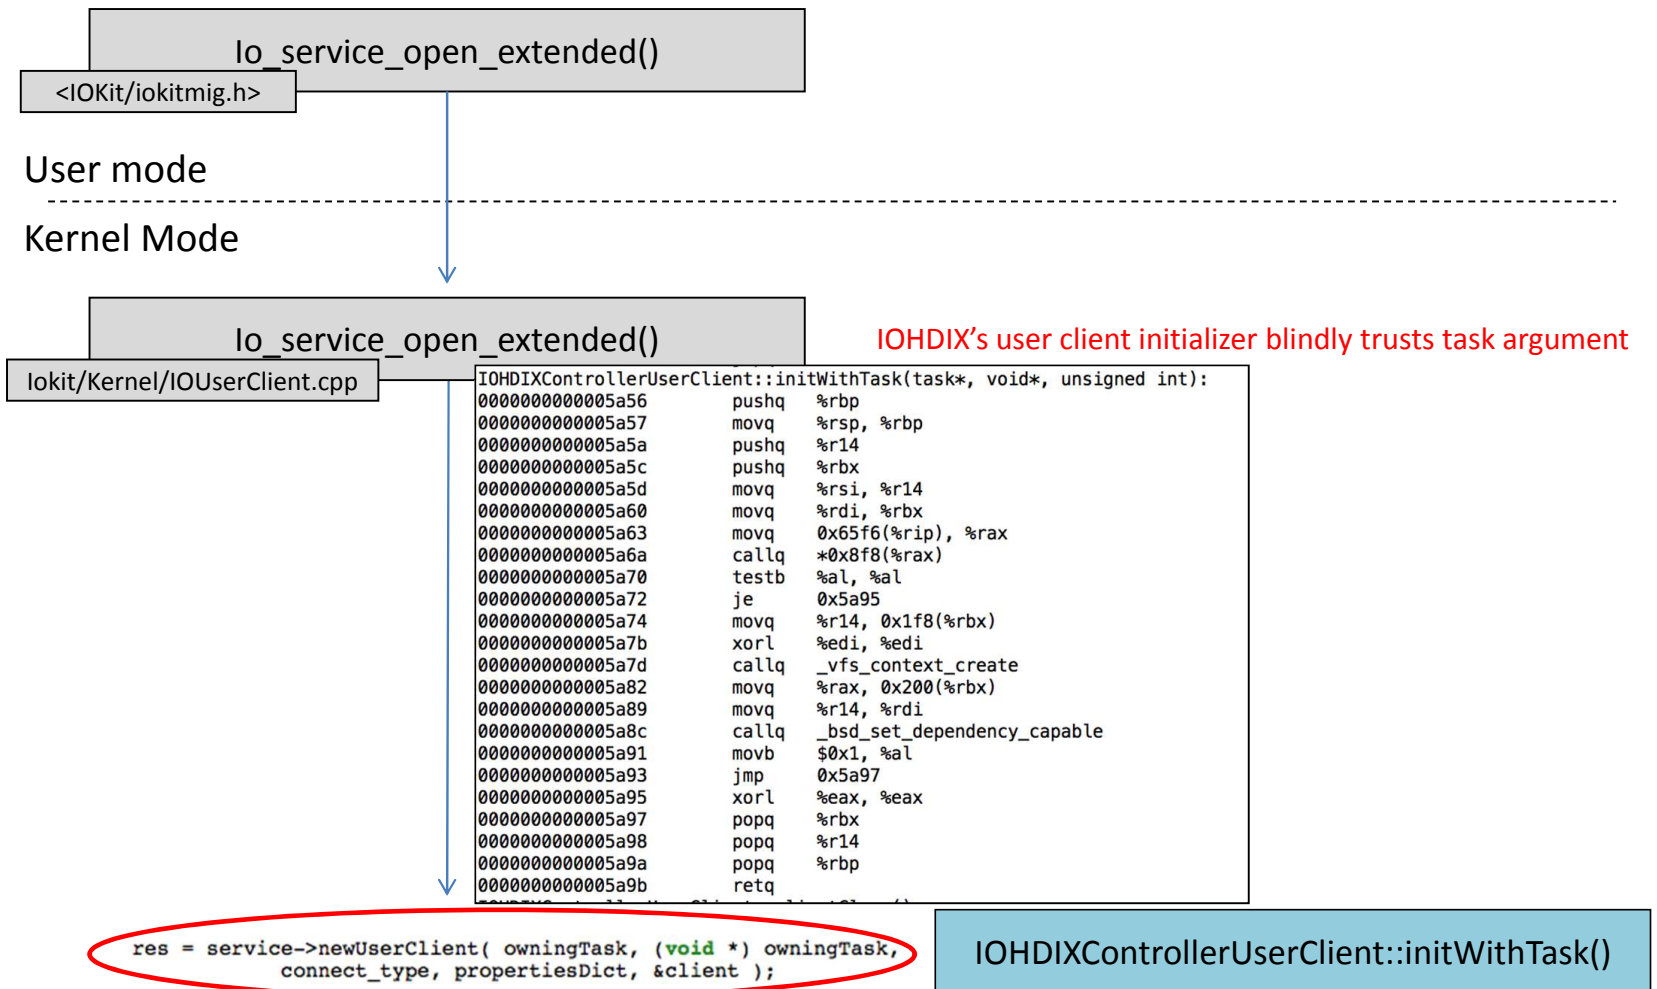 Io_service_open_extended()
<IOKit/iokitmig.h>
User mode
Kernel Mode
Io_service_open_extended()
Iokit/Kernel/IOUserClient.cpp
IOHDIX's user client initializer blindly trusts task argument
IOHDIXControllerUserClient::initWithTask(task*, void*, unsigned int):
0000000000005a56 pushq %rbp
0000000000005a57 movq %rsp, %rbp
0000000000005a5a pushq %r14
0000000000005a5c pushq %rbx
0000000000005a5d movq %rsi, %r14
0000000000005a60 movq %rdi, %rbx
0000000000005a63 movq 0x65f6(%rip), %rax
0000000000005a6a callq *0x8f8(%rax)
0000000000005a70 testb %al, %al
0000000000005a72 je 0x5a95
0000000000005a74 movq %r14, 0x1f8(%rbx)
0000000000005a7b xorl %edi, %edi
0000000000005a7d callq _vfs_context_create
0000000000005a82 movq %rax, 0x200(%rbx)
0000000000005a89 movq %r14, %rdi
0000000000005a8c callq _bsd_set_dependency_capable
0000000000005a91 movb $0x1, %al
0000000000005a93 jmp 0x5a97
0000000000005a95 xorl %eax, %eax
0000000000005a97 popq %rbx
0000000000005a98 popq %r14
0000000000005a9a popq %rbp
0000000000005a9b retq
res = service->newUserClient( owningTask, (void *) owningTask,
connect_type, propertiesDict, &client );
IOHDIXControllerUserClient::initWithTask()